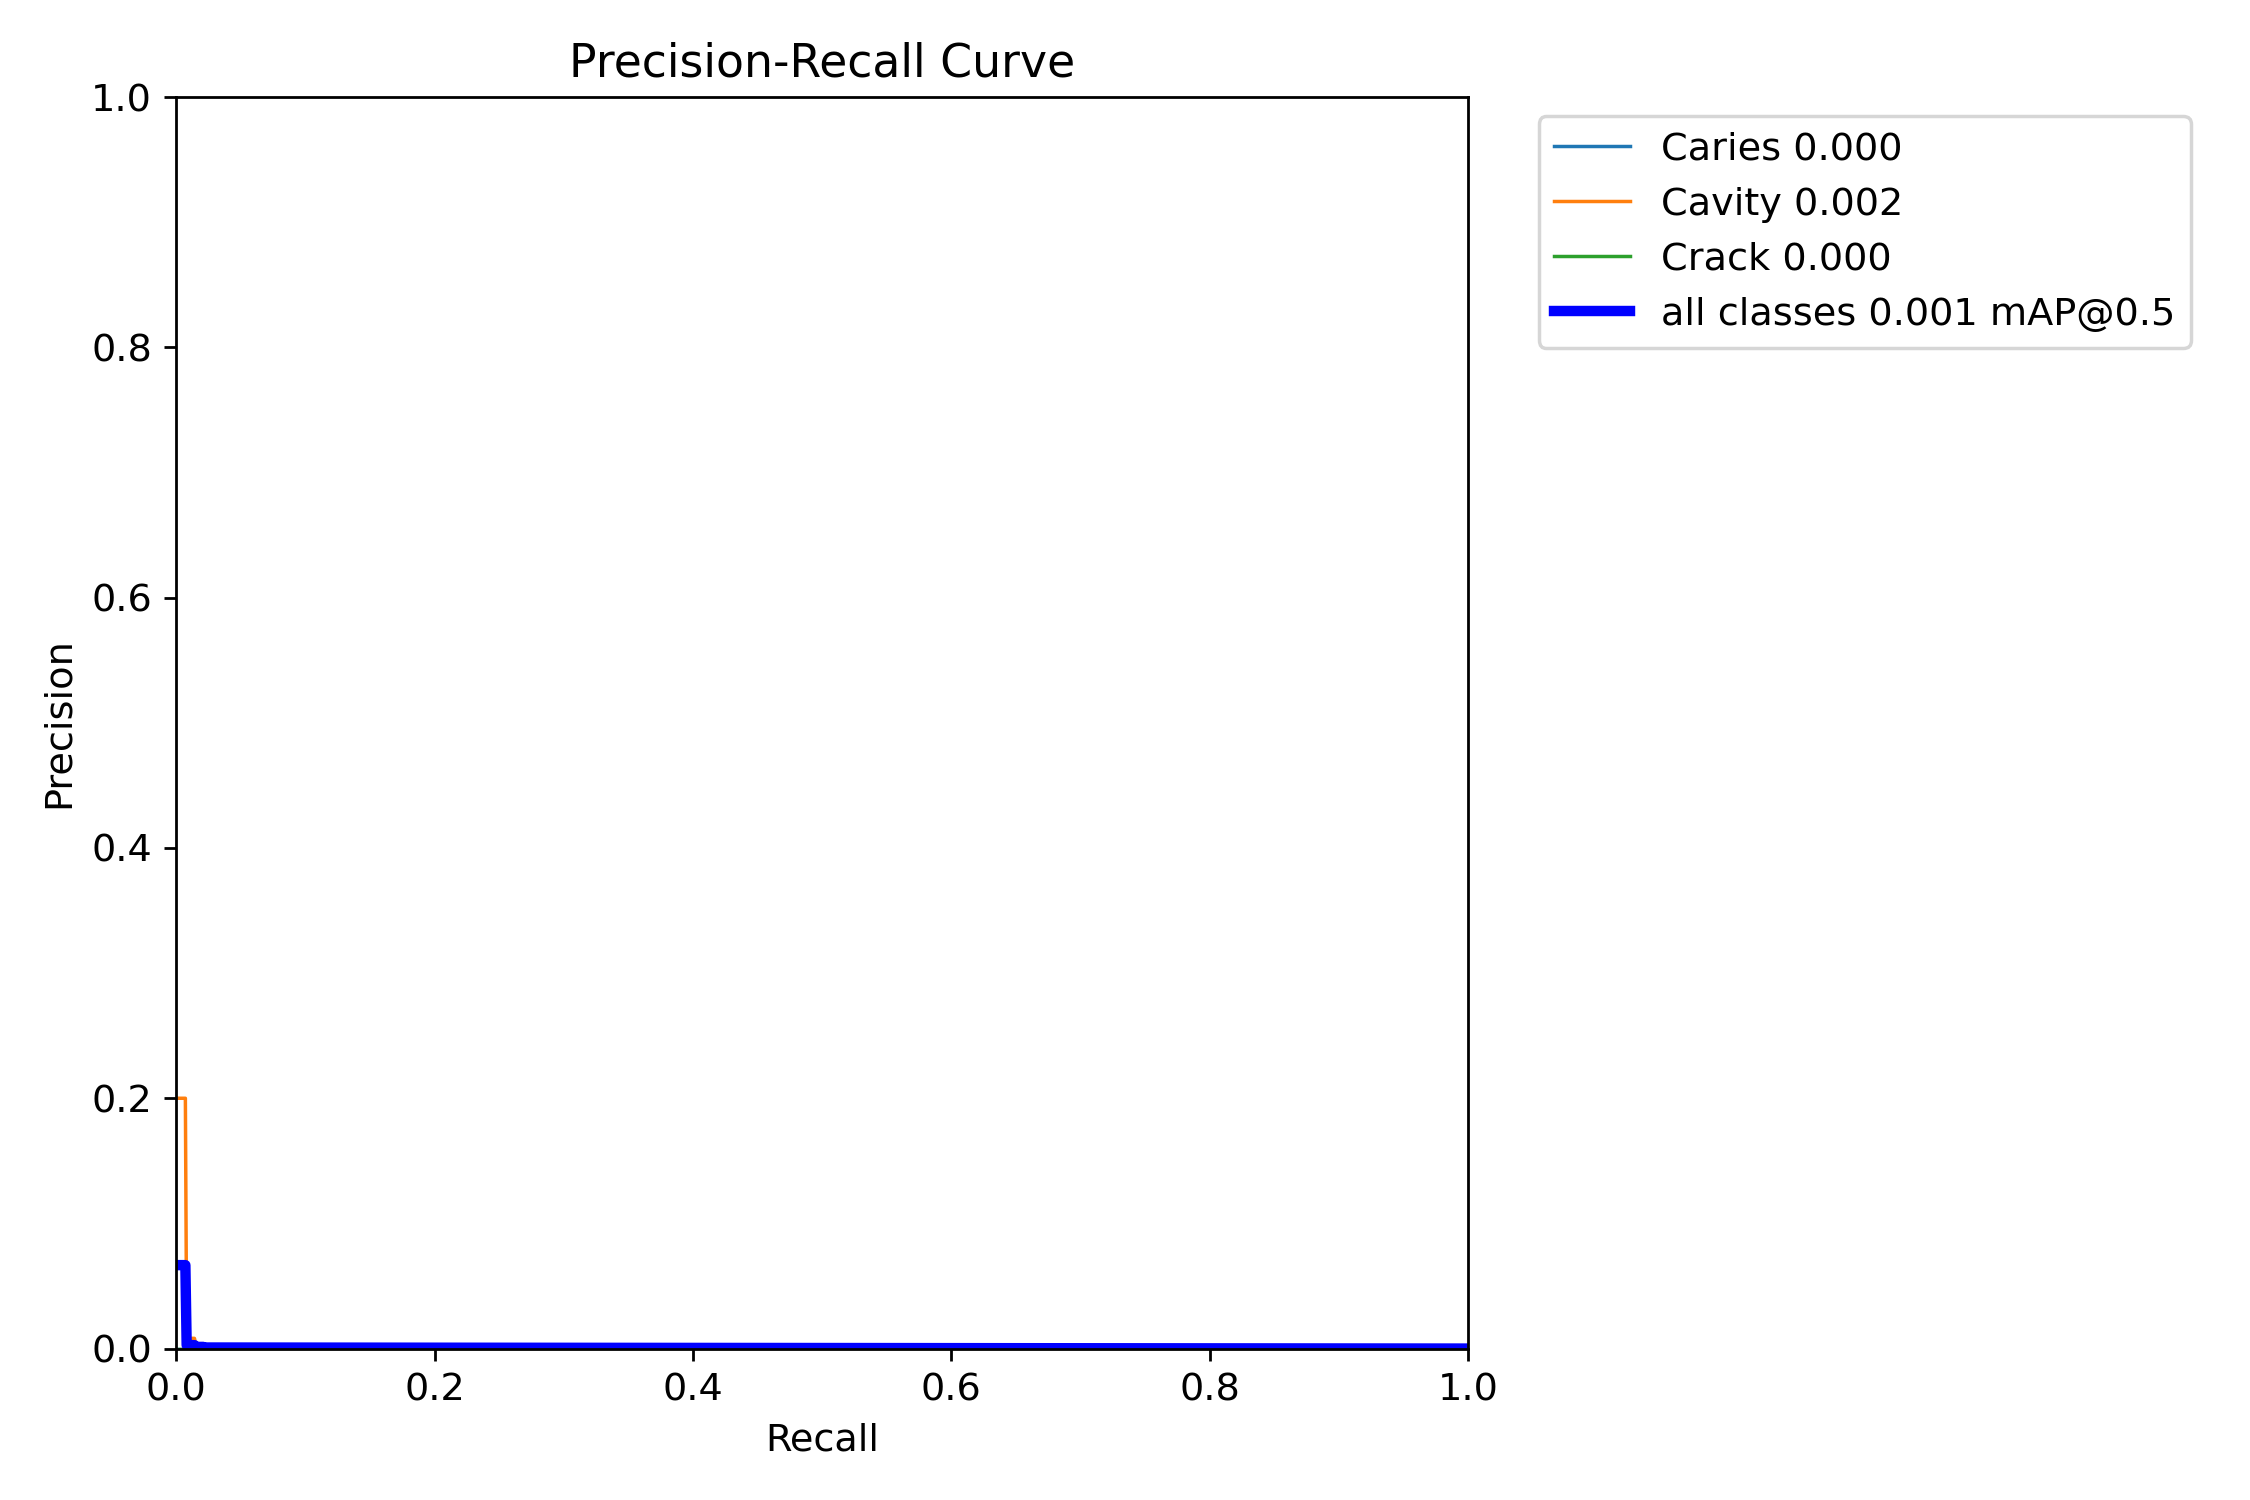 Precision-Recall Curve
1.0
0.8
0.6
0.4
0.2
0.0
Precision
0.0 0.2 0.4 0.6 0.8 1.0
Recall
Caries 0.000
Cavity 0.002
Crack 0.000
all classes 0.001 mAP@0.5